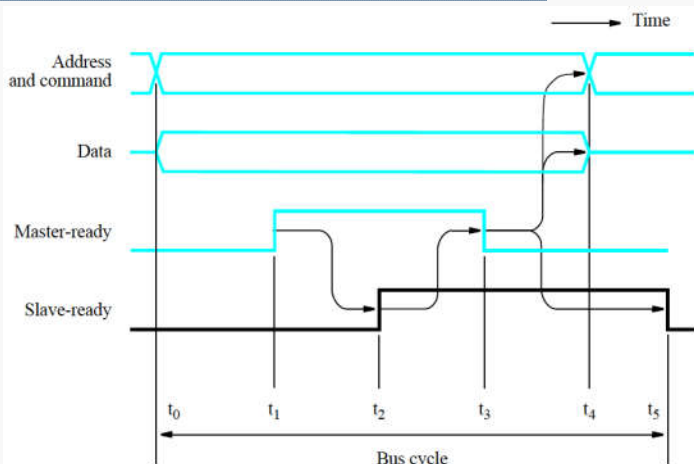 Time
Address
and command
Data
Master-ready
Slave-ready
t0 t1 t2 t3 t4 t5
Bus cycle